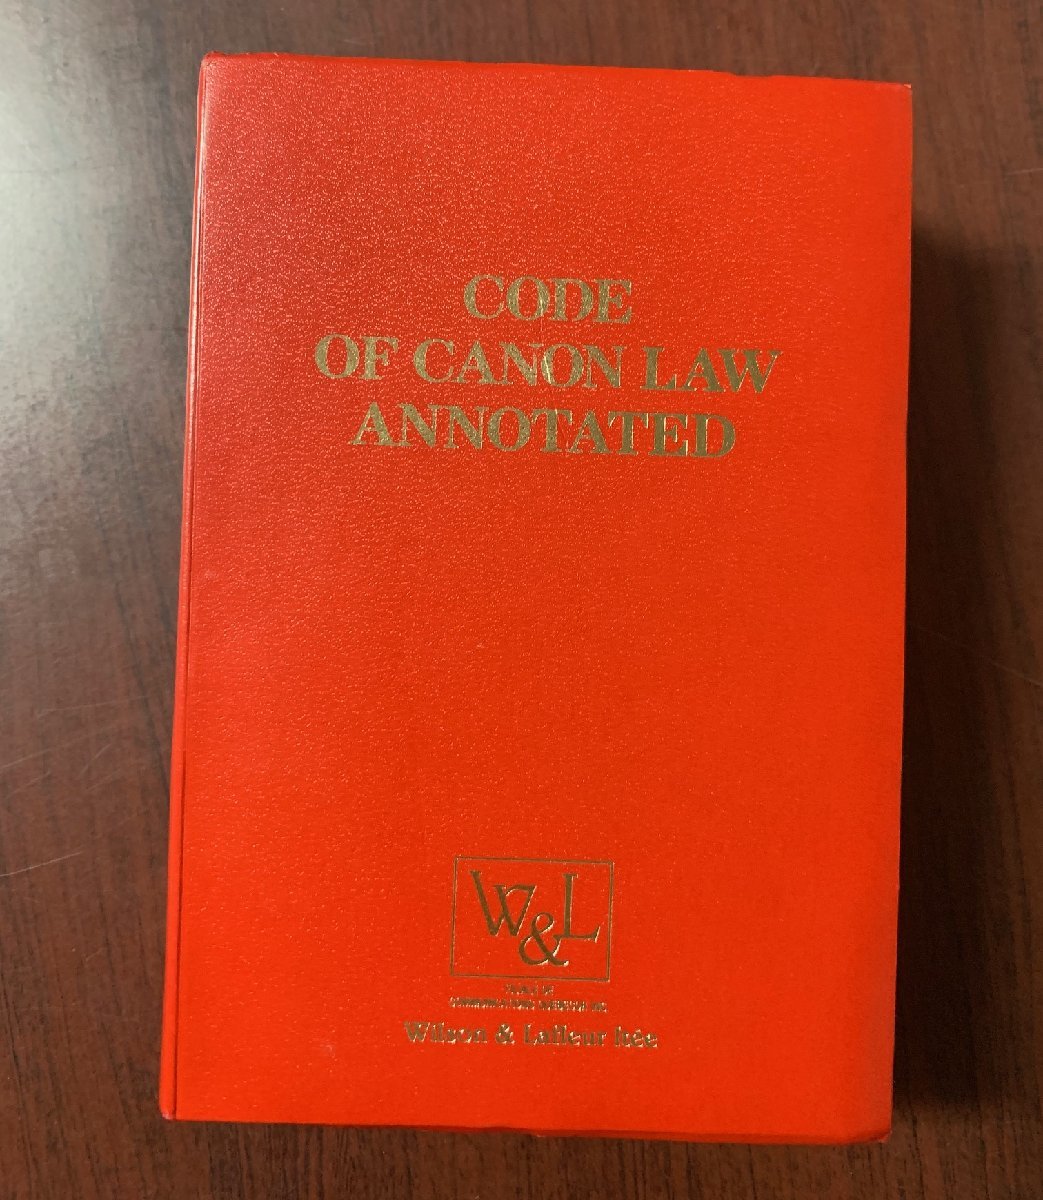 CODE
OF CANON LAW
ANNOTATED
W&L
Wilson & Lafleur ltée